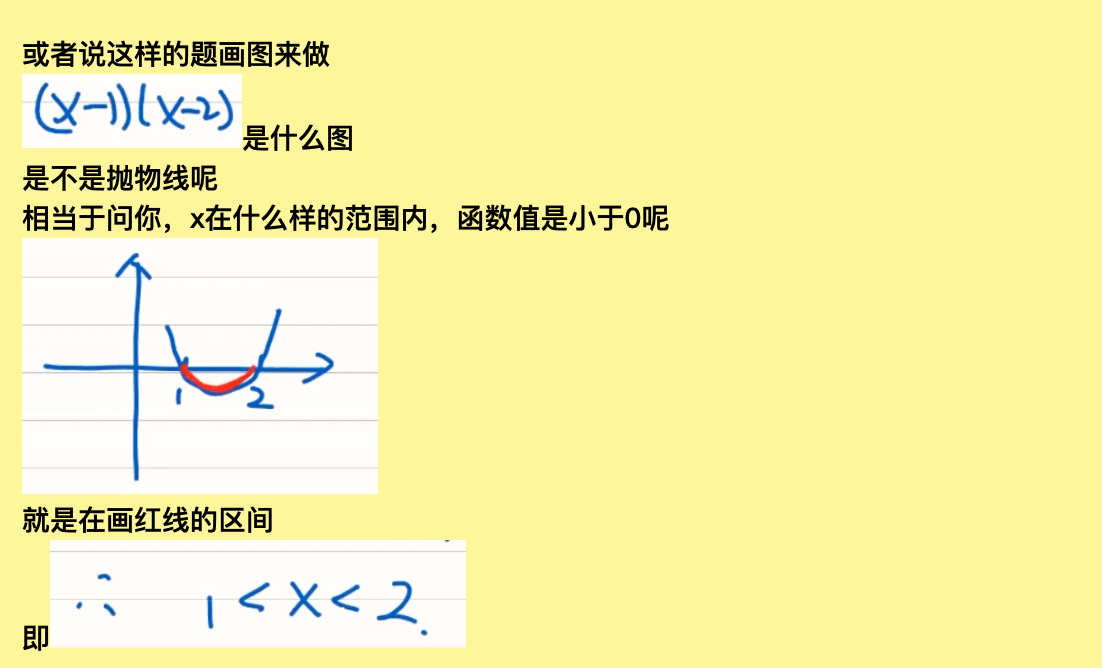 或者说这样的题画图来做
(x-1)(x-2)是什么图
是不是抛物线呢
相当于问你，x在什么样的范围内，函数值是小于0呢
1 2
就是在画红线的区间
即 ∴ 1<x<2.